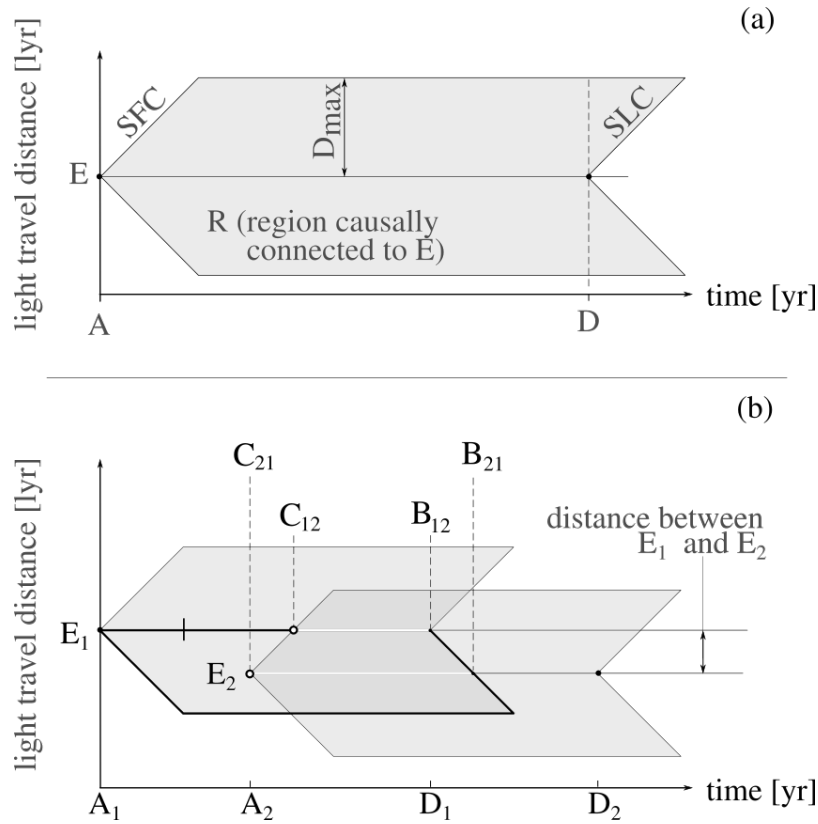 (a)
light travel distance [lyr]
SFC
Dmax
SLC
E
R (region causally
connected to E)
time [yr]
A
D
(b)
light travel distance [lyr]
C21
B21
C12
B12
distance between
E1 and E2
E1
E2
time [yr]
A1
A2
D1
D2